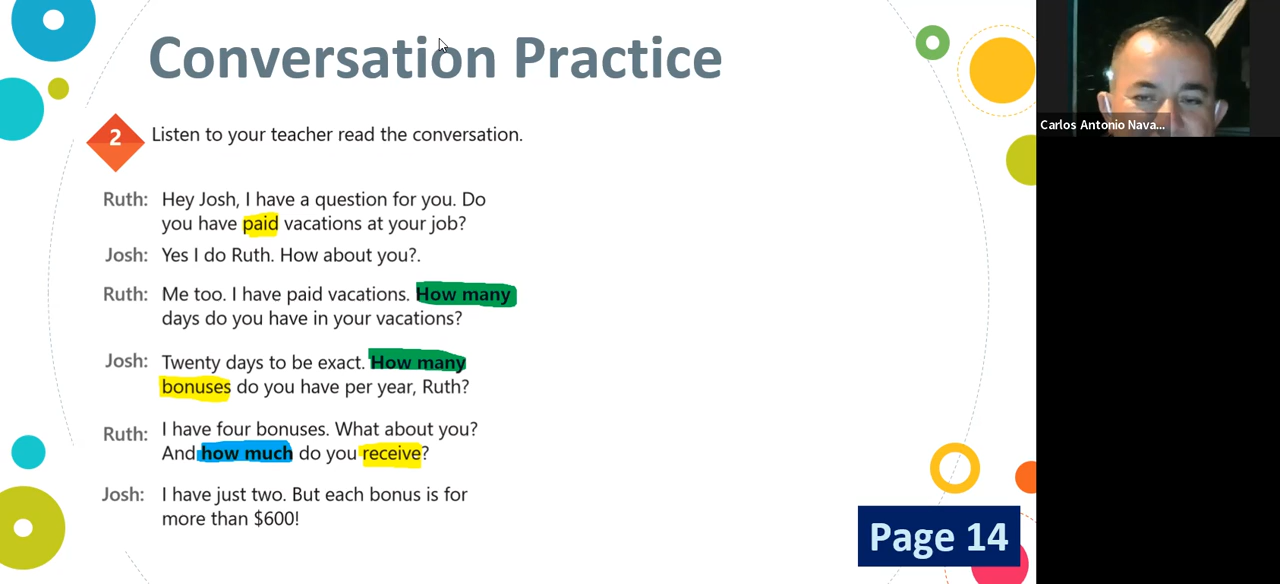 Conversation Practice
2
Listen to your teacher read the conversation.
Ruth: Hey Josh, I have a question for you. Do
you have paid vacations at your job?
Josh: Yes I do Ruth. How about you?.
Ruth: Me too. I have paid vacations. How many
days do you have in your vacations?
Josh: Twenty days to be exact. How many
bonuses do you have per year, Ruth?
Ruth: I have four bonuses. What about you?
And how much do you receive?
Josh: I have just two. But each bonus is for
more than $600!
Page 14
Carlos Antonio Nava...